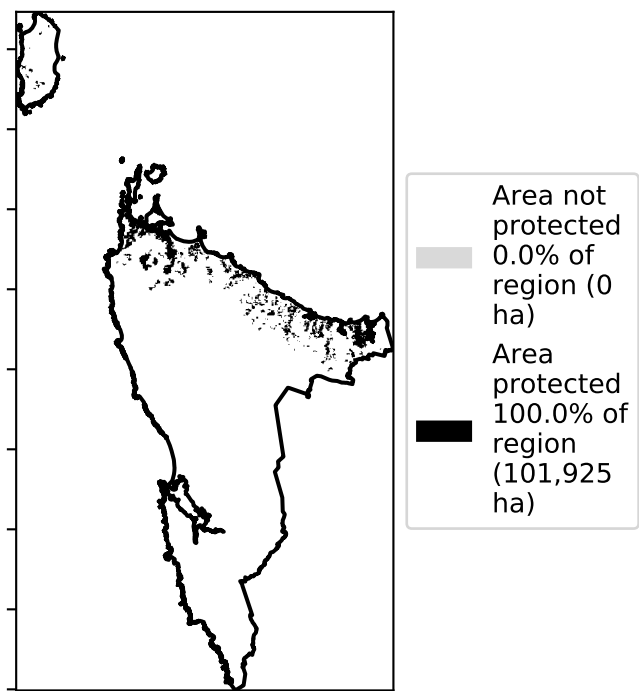 Area not
protected
0.0% of
region (0
ha)
Area
protected
100.0% of
region
(101,925
ha)